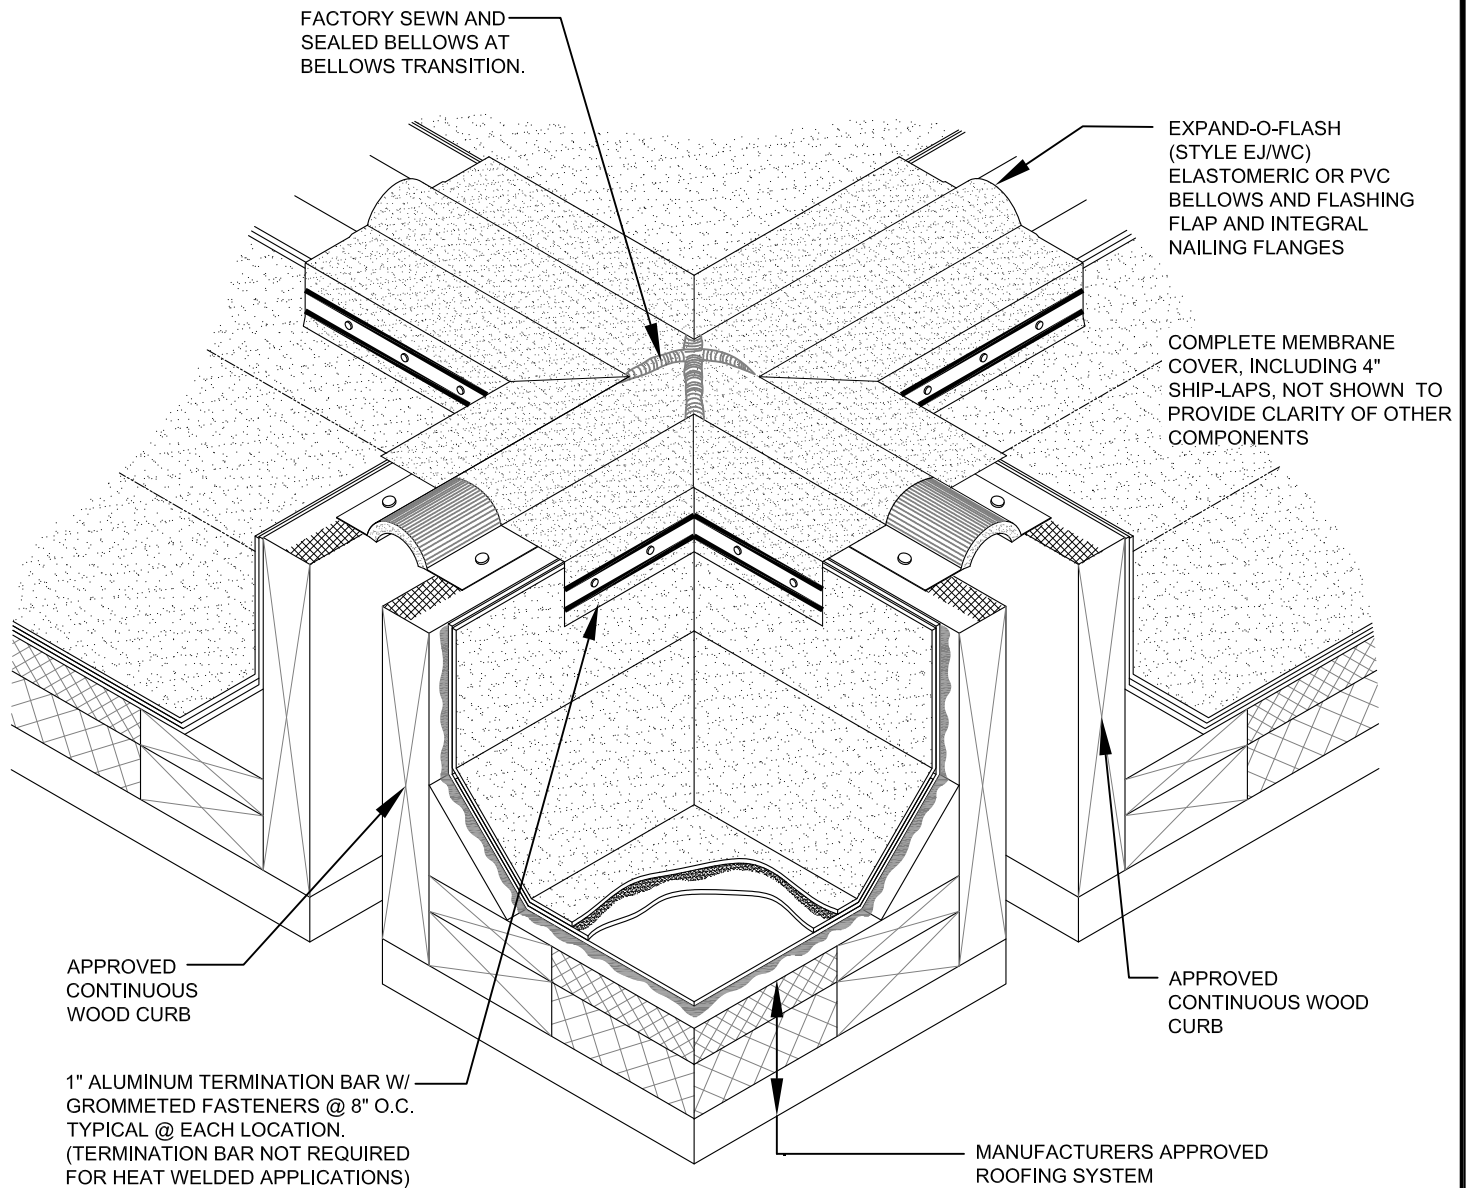 FACTORY SEWN AND
SEALED BELLOWS AT
BELLOWS TRANSITION.
EXPAND-O-FLASH
(STYLE EJ/WC)
ELASTOMERIC OR PVC
BELLOWS AND FLASHING
FLAP AND INTEGRAL
NAILING FLANGES
COMPLETE MEMBRANE
COVER, INCLUDING 4"
SHIP-LAPS, NOT SHOWN TO
PROVIDE CLARITY OF OTHER
COMPONENTS
APPROVED
CONTINUOUS
WOOD CURB
APPROVED
CONTINUOUS WOOD
CURB
1" ALUMINUM TERMINATION BAR W/
GROMMETED FASTENERS @ 8" O.C.
TYPICAL @ EACH LOCATION.
(TERMINATION BAR NOT REQUIRED
FOR HEAT WELDED APPLICATIONS)
MANUFACTURERS APPROVED
ROOFING SYSTEM